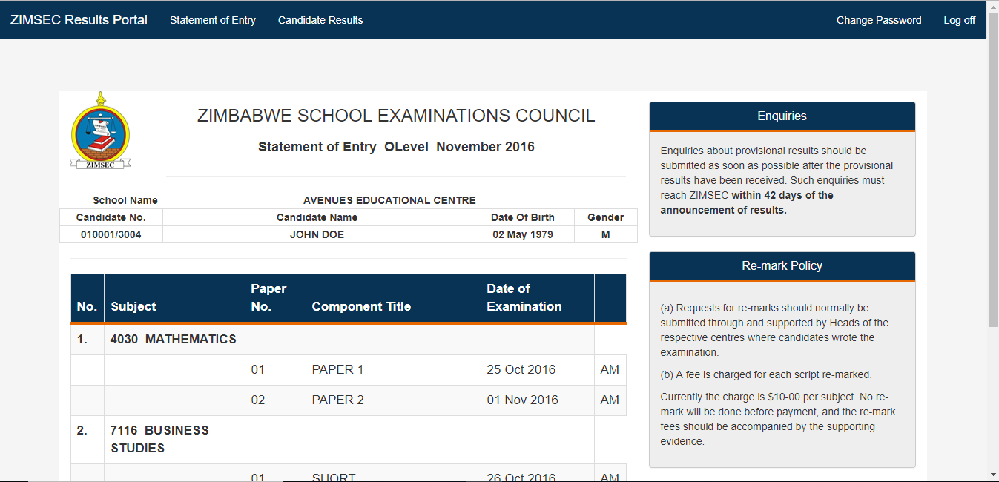 ZIMSEC Results Portal Statement of Entry Candidate Results Change Password Log off
ZIMSEC
ZIMBABWE SCHOOL EXAMINATIONS COUNCIL
Statement of Entry OLevel November 2016
School Name AVENUES EDUCATIONAL CENTRE
Candidate No. Candidate Name Date Of Birth Gender
010001/3004 JOHN DOE 02 May 1979 M
No. Subject Paper No. Component Title Date of Examination
1. 4030 MATHEMATICS
01 PAPER 1 25 Oct 2016 AM
02 PAPER 2 01 Nov 2016 AM
2. 7116 BUSINESS
STUDIES
01 SHORT 26 Oct 2016 AM
Enquiries
Enquiries about provisional results should be
submitted as soon as possible after the provisional
results have been received. Such enquiries must
reach ZIMSEC within 42 days of the
announcement of results.
Re-mark Policy
(a) Requests for re-marks should normally be
submitted through and supported by Heads of the
respective centres where candidates wrote the
examination.
(b) A fee is charged for each script re-marked.
Currently the charge is $10-00 per subject. No re-
mark will be done before payment, and the re-mark
fees should be accompanied by the supporting
evidence.